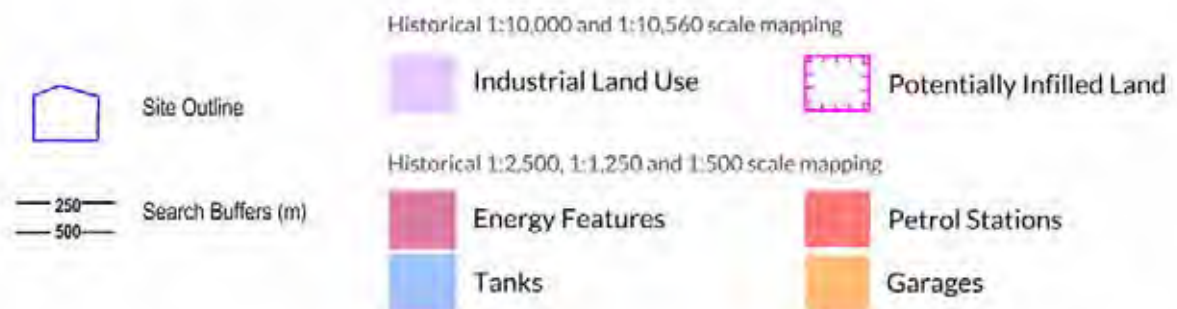 Historical 1:10,000 and 1:10,560 scale mapping
Industrial Land Use
Potentially Infilled Land
Site Outline
Historical 1:2,500, 1:1,250 and 1:500 scale mapping
250
500
Search Buffers (m)
Energy Features
Petrol Stations
Tanks
Garages